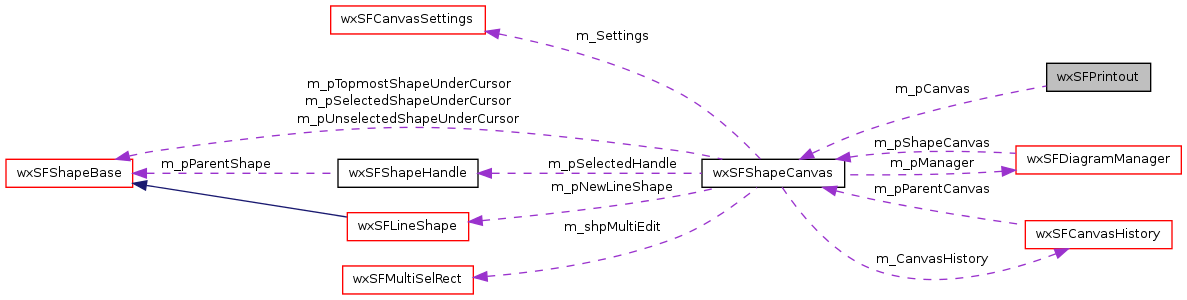 wxSFCanvasSettings
m_Settings
wxSFPrintout
m_pTopmostShapeUnderCursor
m_pSelectedShapeUnderCursor
m_pUnselectedShapeUnderCursor
m_pCanvas
m_pShapeCanvas
m_pManager
wxSFDiagramManager
wxSFShapeBase
m_pParentShape
wxSFShapeHandle
m_pSelectedHandle
wxSFShapeCanvas
m_pNewLineShape
m_pParentCanvas
wxSFLineShape
m_shpMultiEdit
wxSFCanvasHistory
m_CanvasHistory
wxSFMultiSelRect